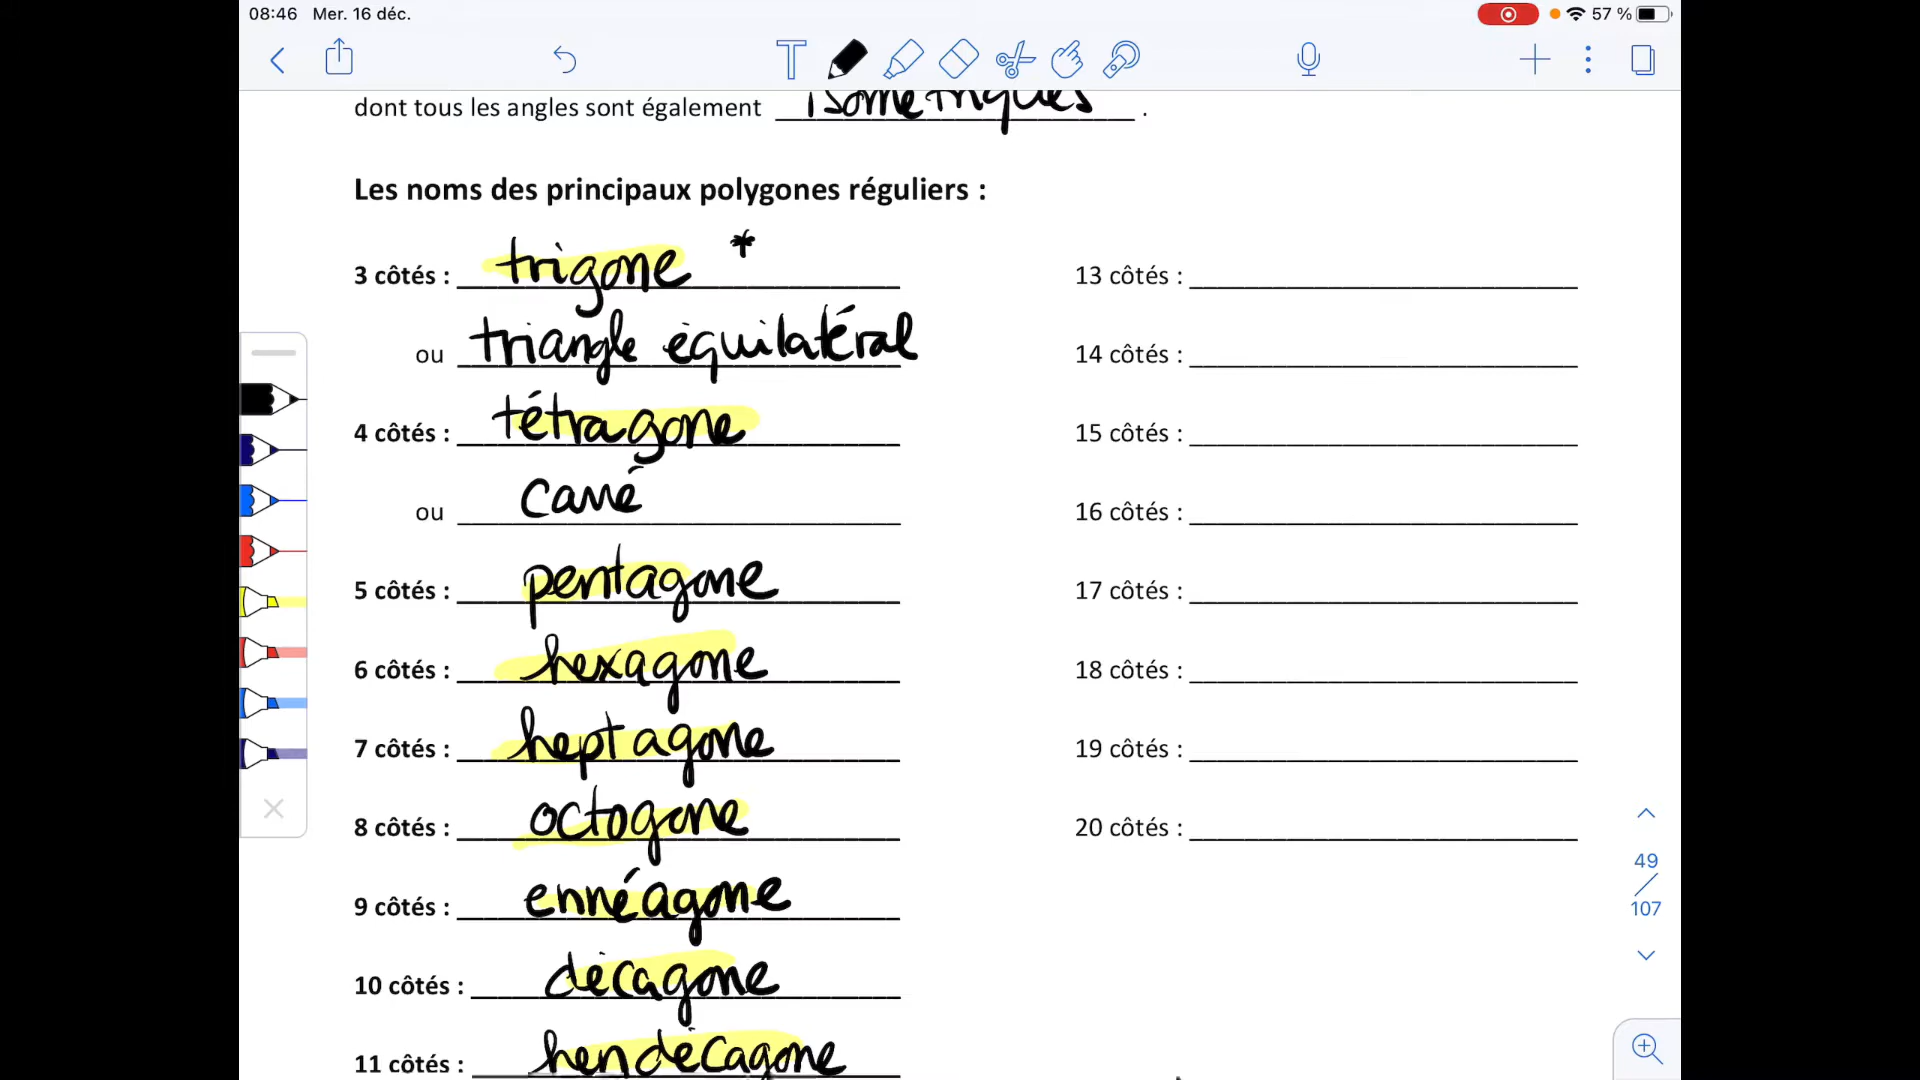 08:46 Mer. 16 déc. 57 %
dont tous les angles sont également isométriques .
Les noms des principaux polygones réguliers :
3 côtés : trigone *
ou triangle équilatéral
4 côtés : tétragone
ou carré
5 côtés : pentagone
6 côtés : hexagone
7 côtés : heptagone
8 côtés : octogone
9 côtés : ennéagone
10 côtés : décagone
11 côtés : hendécagone
13 côtés :
14 côtés :
15 côtés :
16 côtés :
17 côtés :
18 côtés :
19 côtés :
20 côtés :
49
107